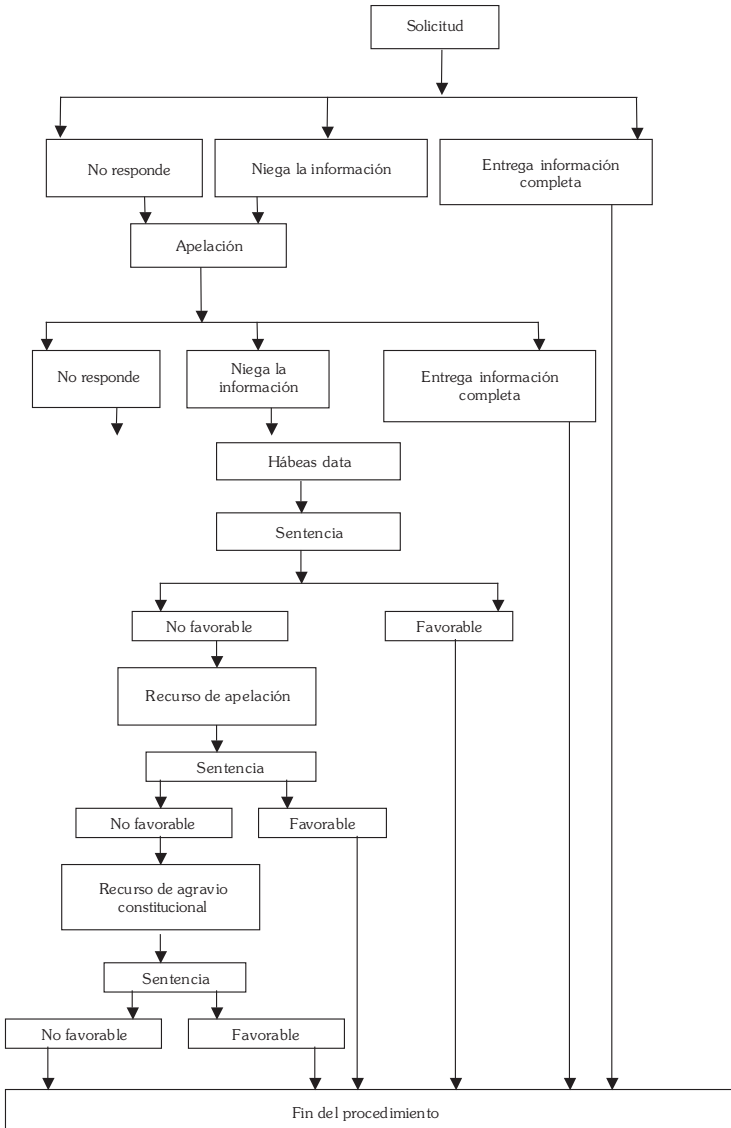 Solicitud
No responde
Niega la información
Entrega información
completa
Apelación
No responde
Niega la
información
Entrega información
completa
Hábeas data
Sentencia
No favorable
Favorable
Recurso de apelación
Sentencia
No favorable
Favorable
Recurso de agravio
constitucional
Sentencia
No favorable
Favorable
Fin del procedimiento